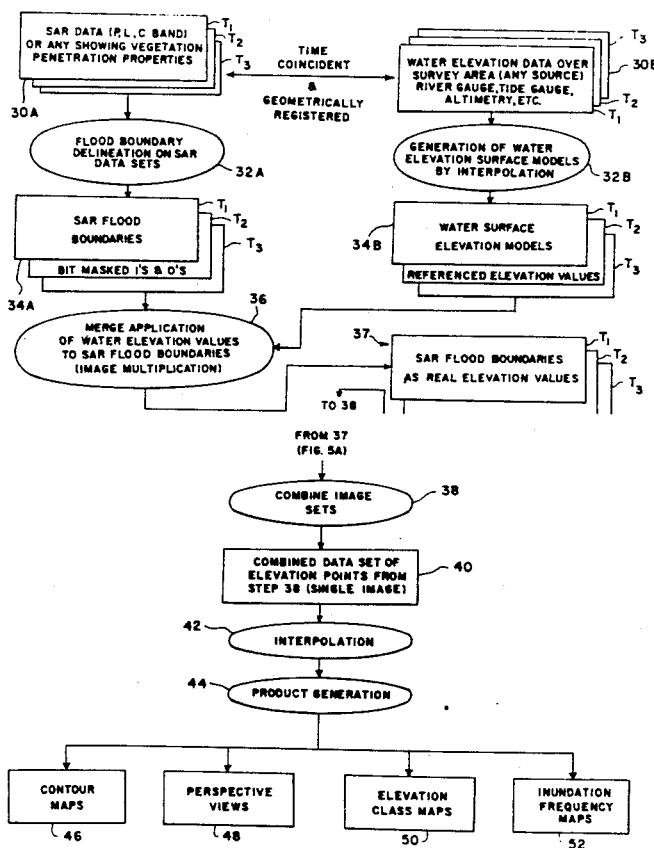 SAR DATA (P, L, C BAND)
OR ANY SHOWING VEGETATION
PENETRATION PROPERTIES
T1
T2
T3
30A
TIME
COINCIDENT
&
GEOMETRICALLY
REGISTERED
WATER ELEVATION DATA OVER
SURVEY AREA (ANY SOURCE)
RIVER GAUGE, TIDE GAUGE,
ALTIMETRY, ETC.
T3
30B
T2
T1
FLOOD BOUNDARY
DELINEATION ON SAR
DATA SETS
32A
GENERATION OF WATER
ELEVATION SURFACE MODELS
BY INTERPOLATION
32B
SAR FLOOD
BOUNDARIES
T1
T2
T3
BIT MASKED 1'S & 0'S
34A
34B
WATER SURFACE
ELEVATION MODELS
T1
T2
T3
REFERENCED ELEVATION VALUES
36
MERGE APPLICATION
OF WATER ELEVATION VALUES
TO SAR FLOOD BOUNDARIES
(IMAGE MULTIPLICATION)
37
SAR FLOOD BOUNDARIES
AS REAL ELEVATION VALUES
T1
T2
T3
TO 38
FROM 37
(FIG. 5A)
COMBINE IMAGE
SETS
38
COMBINED DATA SET OF
ELEVATION POINTS FROM
STEP 38 (SINGLE IMAGE)
40
42
INTERPOLATION
44
PRODUCT GENERATION
CONTOUR
MAPS
46
PERSPECTIVE
VIEWS
48
ELEVATION
CLASS MAPS
50
INUNDATION
FREQUENCY
MAPS
52